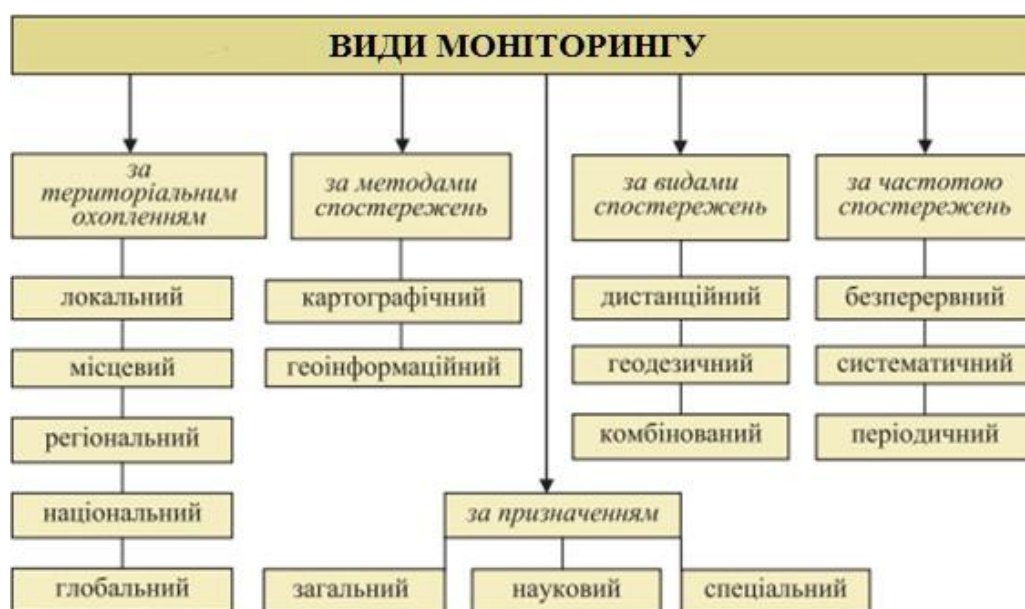 ВИДИ МОНІТОРИНГУ
за
територіальним
охопленням
локальний
місцевий
регіональний
національний
глобальний
за методами
спостережень
картографічний
геоінформаційний
за видами
спостережень
дистанційний
геодезичний
комбінований
за частотою
спостережень
безперервний
систематичний
періодичний
за призначенням
загальний
науковий
спеціальний